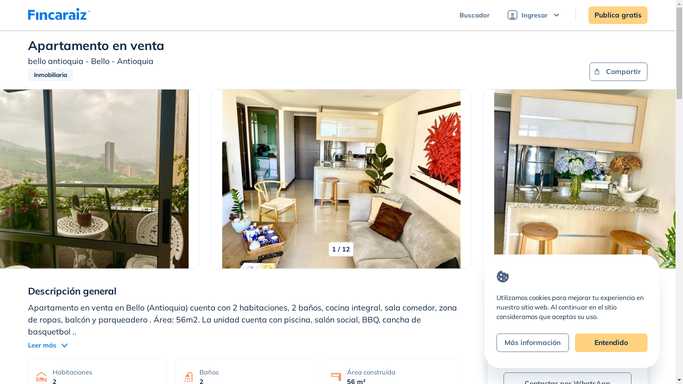 Fincaraiz
Buscador
Ingresar
Publica gratis
Apartamento en venta
bello antioquia - Bello - Antioquia
Inmobiliaria
Compartir
1 / 12
Descripción general
Apartamento en venta en Bello (Antioquia) cuenta con 2 habitaciones, 2 baños, cocina integral, sala comedor, zona
de ropas, balcón y parqueadero . Área: 56m2. La unidad cuenta con piscina, salón social, BBQ, cancha de
basquetbol ..
Leer más
Habitaciones
2
Baños
2
Área construida
56 m²
Utilizamos cookies para mejorar tu experiencia en
nuestro sitio web. Al continuar en el sitio
consideramos que aceptas su uso.
Más información
Entendido
Contactar por WhatsApp